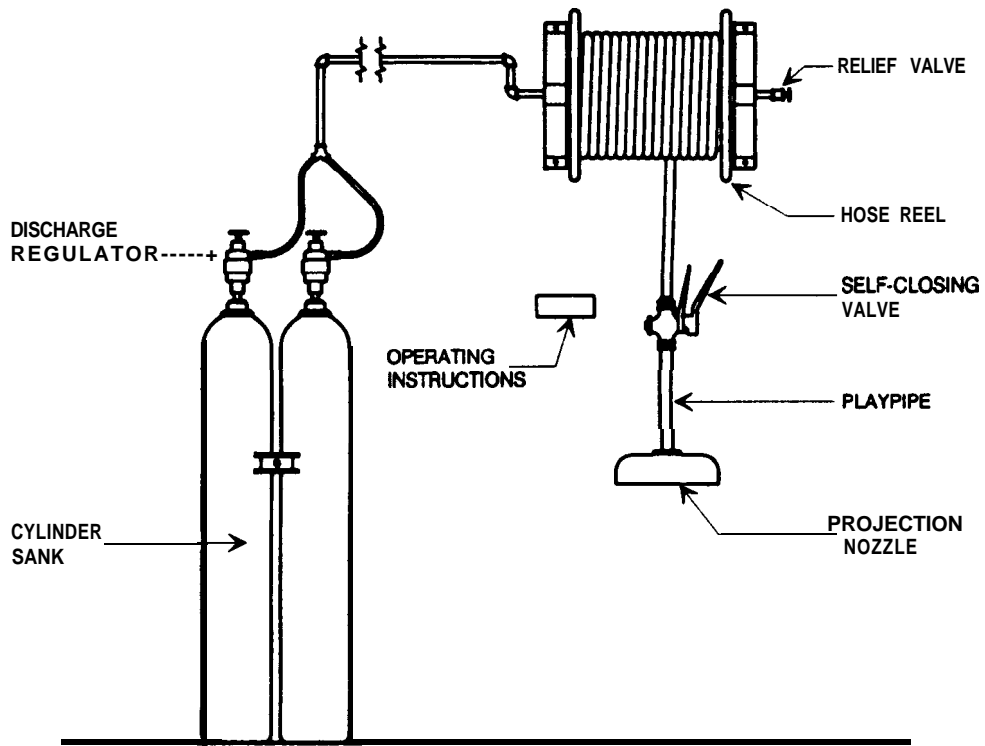 RELIEF VALVE
HOSE REEL
DISCHARGE
REGULATOR-----+
SELF-CLOSING
VALVE
OPERATING
INSTRUCTIONS
PLAYPIPE
CYLINDER
SANK
PROJECTION
NOZZLE